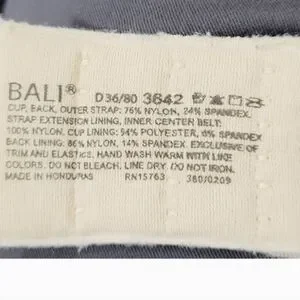 BALI® D36/80 3642
CUP, BACK, OUTER STRAP: 76% NYLON, 24% SPANDEX
STRAP EXTENSION LINING, INNER CENTER BELT:
100% NYLON, CUP LINING: 94% POLYESTER, 6% SPANDEX
BACK LINING: 86% NYLON, 14% SPANDEX. EXCLUSIVE OF
TRIM AND ELASTIC. HAND WASH WARM WITH LIKE
COLORS. DO NOT BLEACH. LINE DRY. DO NOT IRON.
MADE IN HONDURAS RN15763 380/0209